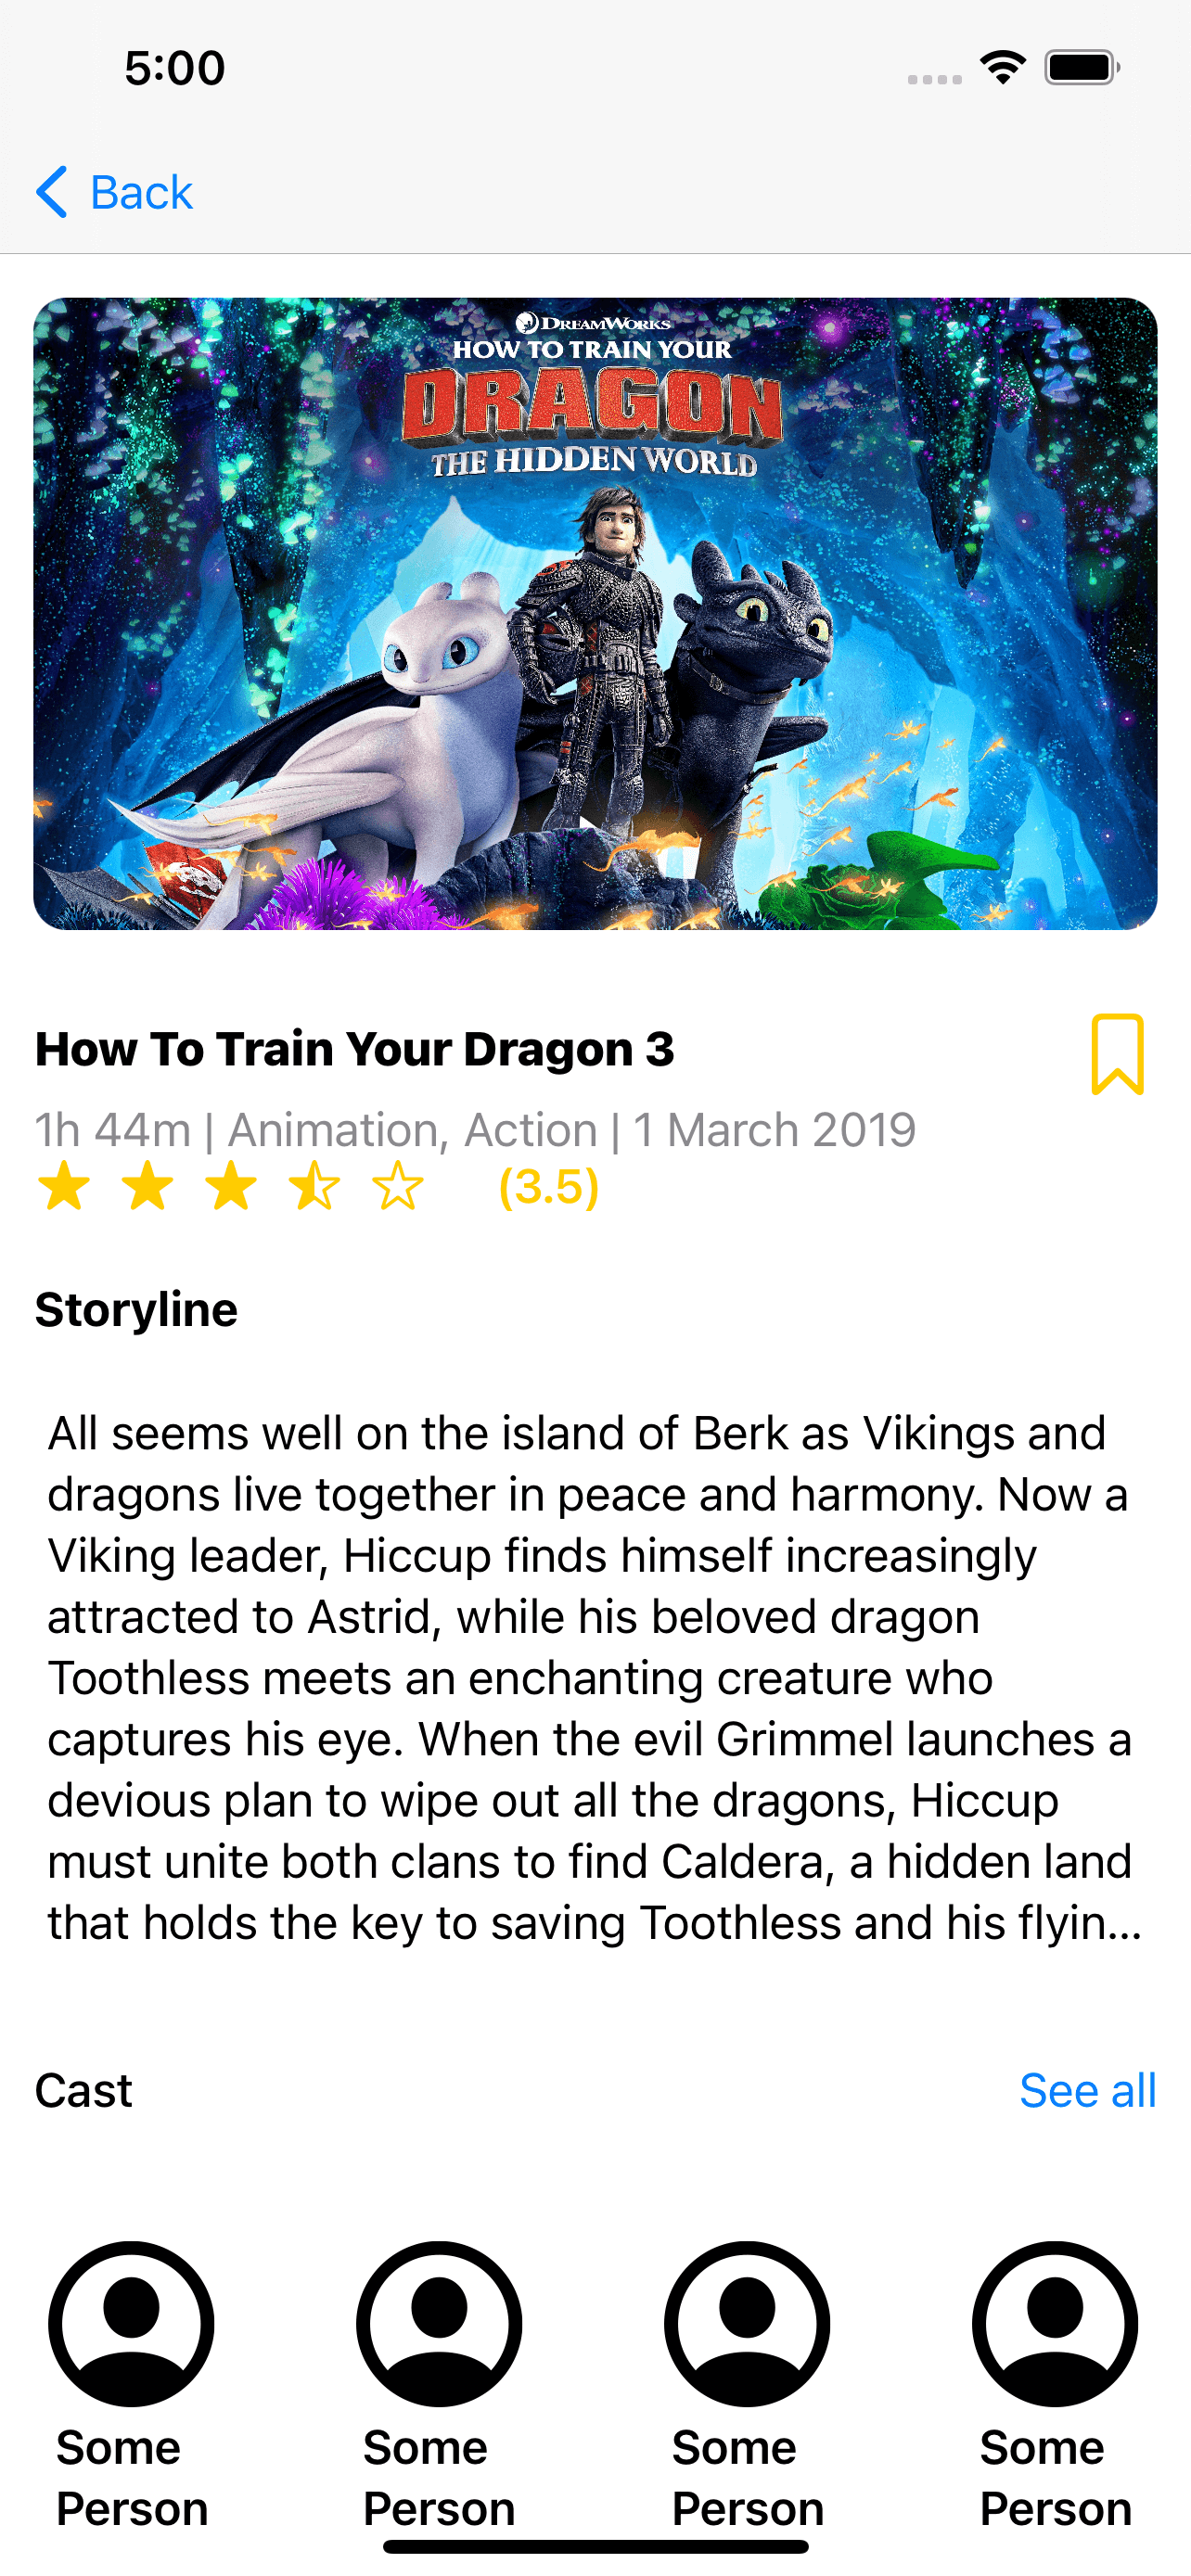 5:00
Back
DREAMWORKS
HOW TO TRAIN YOUR
DRAGON
THE HIDDEN WORLD
How To Train Your Dragon 3
1h 44m | Animation, Action | 1 March 2019
(3.5)
Storyline
All seems well on the island of Berk as Vikings and
dragons live together in peace and harmony. Now a
Viking leader, Hiccup finds himself increasingly
attracted to Astrid, while his beloved dragon
Toothless meets an enchanting creature who
captures his eye. When the evil Grimmel launches a
devious plan to wipe out all the dragons, Hiccup
must unite both clans to find Caldera, a hidden land
that holds the key to saving Toothless and his flyin...
Cast See all
Some Some Some Some
Person Person Person Person